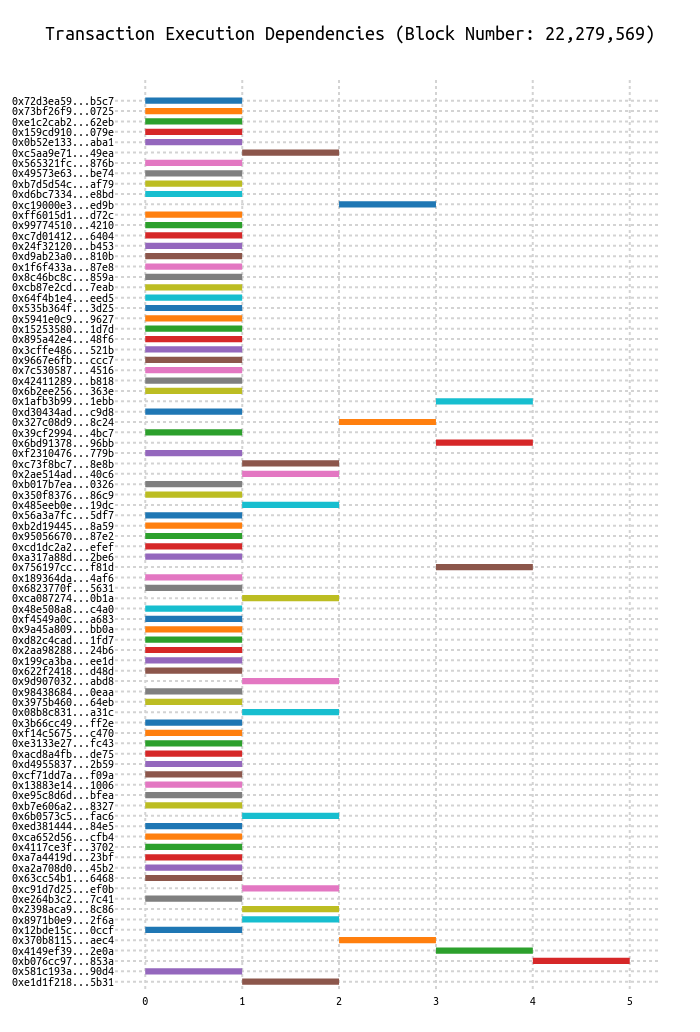 Transaction Execution Dependencies (Block Number: 22,279,569)
0x72d3ea59...b5c7
0x73bf26f9...0725
0xe1c2cab2...62eb
0x159cd910...079e
0x0b52e133...aba1
0xc5aa9e71...49ea
0x565321fc...876b
0x49573e63...be74
0xb7d5d54c...af79
0xd6bc7334...e8bd
0xc19000e3...ed9b
0xff6015d1...d72c
0x99774510...4210
0xc7d01412...6404
0x24f32120...b453
0xd9ab23a0...810b
0x1f6f433a...87e8
0x8c46bc8c...859a
0xcb87e2cd...7eab
0x64f4b1e4...eed5
0x535b364f...3d25
0x5941e0c9...9627
0x15253580...1d7d
0x895a42e4...48f6
0x3cffe486...521b
0x9667e6fb...ccc7
0x7c530587...4516
0x42411289...b818
0x6b2ee256...363e
0x1afb3b99...1ebb
0xd30434ad...c9d8
0x327c08d9...8c24
0x39cf2994...4bc7
0x6bd91378...96bb
0xf2310476...779b
0xc73f8bc7...8e8b
0x2ae514ad...40c6
0xb017b7ea...0326
0x350f8376...86c9
0x485eeb0e...19dc
0x56a3a7fc...5df7
0xb2d19445...8a59
0x95056670...87e2
0xcd1dc2a2...efef
0xa317a88d...2be6
0x756197cc...f81d
0x189364da...4af6
0x6823770f...5631
0xca087274...0b1a
0x48e508a8...c4a0
0xf4549a0c...a683
0x9a45a809...bb0a
0xd82c4cad...1fd7
0x2aa98288...24b6
0x199ca3ba...ee1d
0x622f2418...d48d
0x9d907032...abd8
0x98438684...0eaa
0x3975b460...64eb
0x08b8c831...a31c
0x3b66cc49...ff2e
0xf14c5675...c470
0xe3133e27...fc43
0xacd8a4fb...de75
0xd4955837...2b59
0xcf71dd7a...f09a
0x13883e14...1006
0xe95c8d6d...bfea
0xb7e606a2...8327
0x6b0573c5...fac6
0xed381444...84e5
0xca652d56...cfb4
0x4117ce3f...3702
0xa7a4419d...23bf
0xa2a708d0...45b2
0x63cc54b1...6468
0xc91d7d25...ef0b
0xe264b3c2...7c41
0x2398aca9...8c86
0x8971b0e9...2f6a
0x12bde15c...0ccf
0x370b8115...aec4
0x4149ef39...2e0a
0xb076cc97...853a
0x581c193a...90d4
0xe1d1f218...5b31
0 1 2 3 4 5